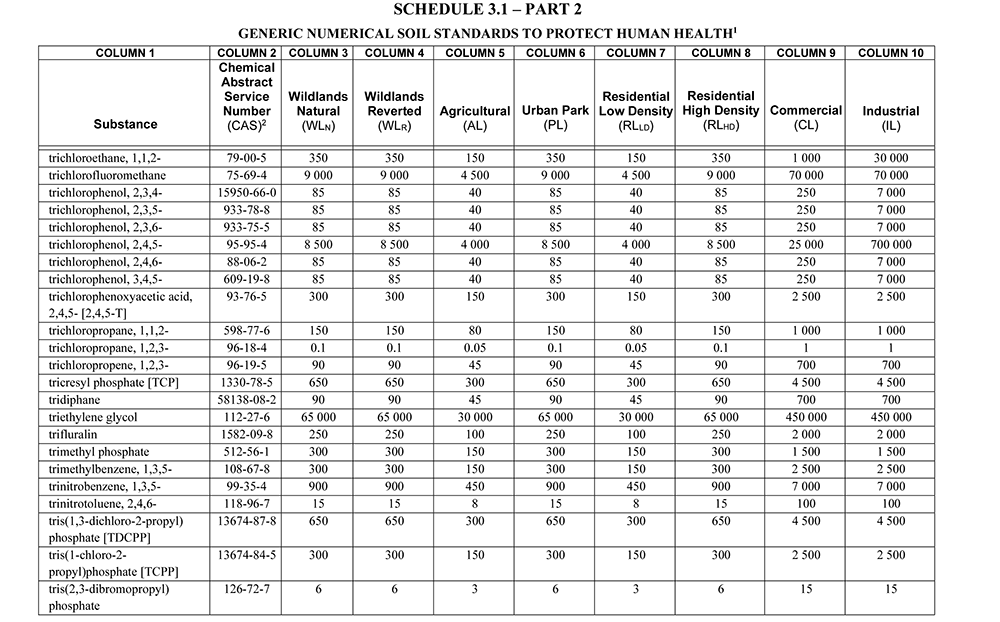 SCHEDULE 3.1 – PART 2
GENERIC NUMERICAL SOIL STANDARDS TO PROTECT HUMAN HEALTH1
COLUMN 1 COLUMN 2 COLUMN 3 COLUMN 4 COLUMN 5 COLUMN 6 COLUMN 7 COLUMN 8 COLUMN 9 COLUMN 10
Substance
Chemical
Abstract
Service
Number
(CAS)2
Wildlands
Natural
(WLN)
Wildlands
Reverted
(WLR)
Agricultural
(AL)
Urban Park
(PL)
Residential
Low Density
(RLLD)
Residential
High Density
(RLHD)
Commercial
(CL)
Industrial
(IL)
trichloroethane, 1,1,2- 79-00-5 350 350 150 350 150 350 1 000 30 000
trichlorofluromethane 75-69-4 9 000 9 000 4 500 9 000 4 500 9 000 70 000 70 000
trichlorophenol, 2,3,4- 15950-66-0 85 85 40 85 40 85 250 7 000
trichlorophenol, 2,3,5- 933-78-8 85 85 40 85 40 85 250 7 000
trichlorophenol, 2,3,6- 933-75-5 85 85 40 85 40 85 250 7 000
trichlorophenol, 2,4,5- 95-95-4 8 500 8 500 4 000 8 500 4 000 8 500 25 000 700 000
trichlorophenol, 2,4,6- 88-06-2 85 85 40 85 40 85 250 7 000
trichlorophenol, 3,4,5- 609-19-8 85 85 40 85 40 85 250 7 000
trichlorophenoxyacetic acid, 93-76-5 300 300 150 300 150 300 2 500 2 500
2,4,5- [2,4,5-T]
trichloropropane, 1,1,2- 598-77-6 150 150 80 150 80 150 1 000 1 000
trichloropropane, 1,2,3- 96-18-4 0.1 0.1 0.05 0.1 0.05 0.1 1 1
trichloropropene, 1,2,3- 96-19-5 90 90 45 90 45 90 700 700
tricresyl phosphate [TCP] 1330-78-5 650 650 300 650 300 650 4 500 4 500
tridiphane 58138-08-2 90 90 45 90 45 90 700 700
triethylene glycol 112-27-6 65 000 65 000 30 000 65 000 30 000 65 000 450 000 450 000
trifluralin 1582-09-8 250 250 100 250 100 250 2 000 2 000
trimethyl phosphate 512-56-1 300 300 150 300 150 300 1 500 1 500
trimethylbenzene, 1,3,5- 108-67-8 300 300 150 300 150 300 2 500 2 500
trinitrobenzene, 1,3,5- 99-35-4 900 900 450 900 450 900 7 000 7 000
trinitrotoluene, 2,4,6- 118-96-7 15 15 8 15 8 15 100 100
tris(1,3-dichloro-2-propyl) 13674-87-8 650 650 300 650 300 650 4 500 4 500
phosphate [TDCPP]
tris(1-chloro-2- 13674-84-5 300 300 150 300 150 300 2 500 2 500
propyl)phosphate [TCPP]
tris(2,3-dibromopropyl) 126-72-7 6 6 3 6 3 6 15 15
phosphate